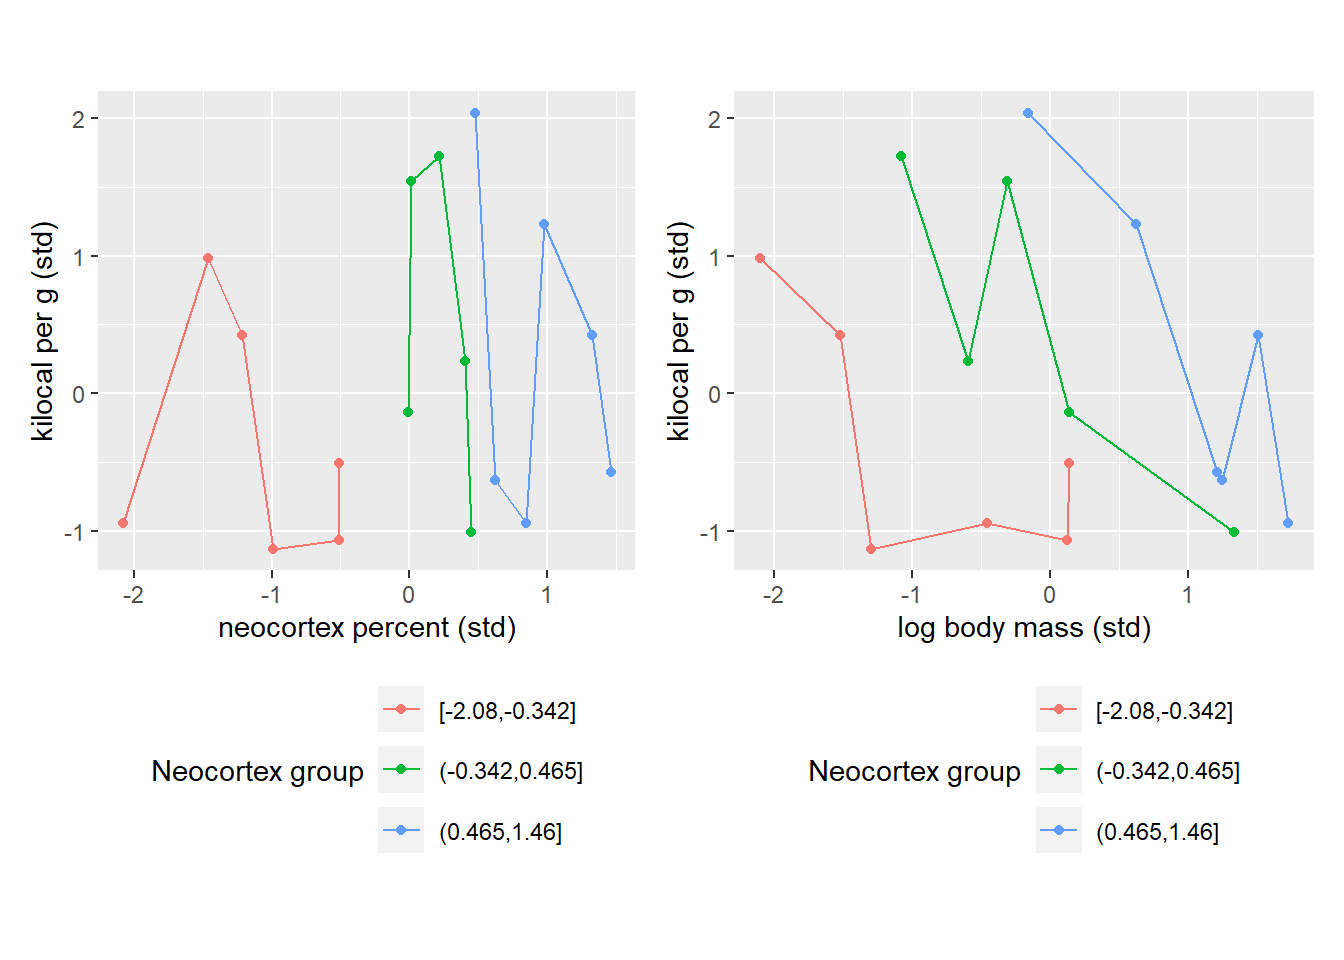 2
1
0
-1
kilocal per g (std)
-2 -1 0 1
neocortex percent (std)
Neocortex group
[-2.08,-0.342]
(-0.342,0.465]
(0.465,1.46]
2
1
0
-1
kilocal per g (std)
-2 -1 0 1
log body mass (std)
Neocortex group
[-2.08,-0.342]
(-0.342,0.465]
(0.465,1.46]